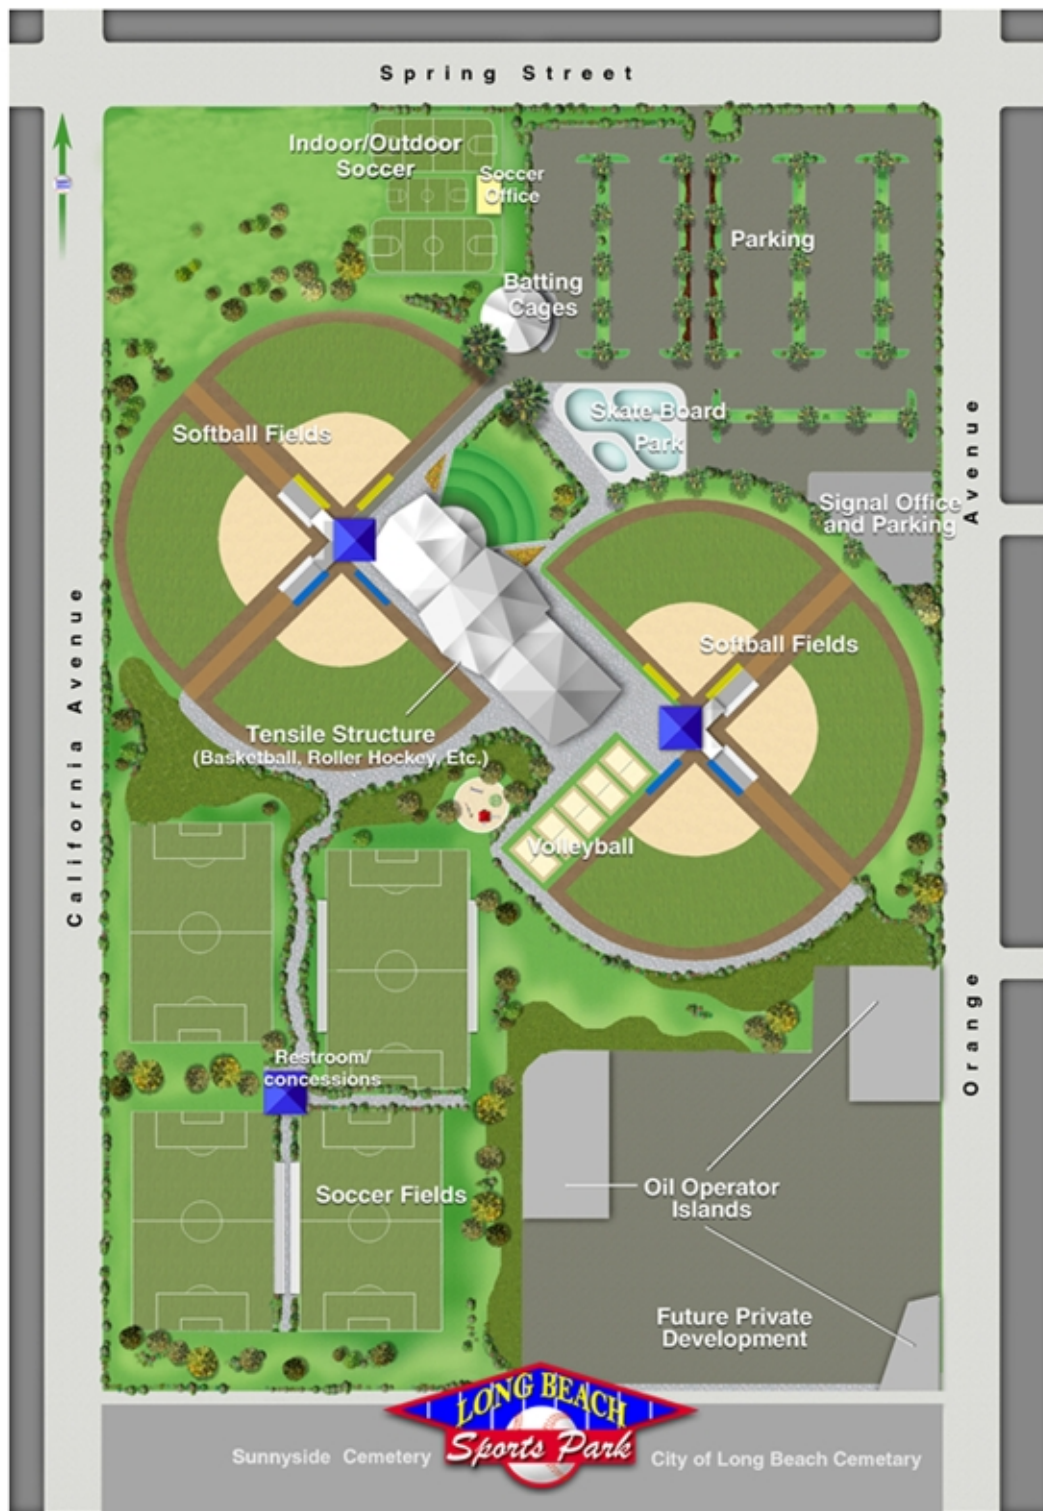 Spring Street
Indoor/Outdoor
Soccer
Soccer
Office
Parking
Batting
Cages
Skate Board
Park
Softball Fields
Signal Office
and Parking
Orange Avenue
California Avenue
Softball Fields
Tensile Structure
(Basketball, Roller Hockey, Etc.)
Volleyball
Restroom/
concessions
Soccer Fields
Oil Operator
Islands
Future Private
Development
LONG BEACH
Sports Park
Sunnyside Cemetery
City of Long Beach Cemetary